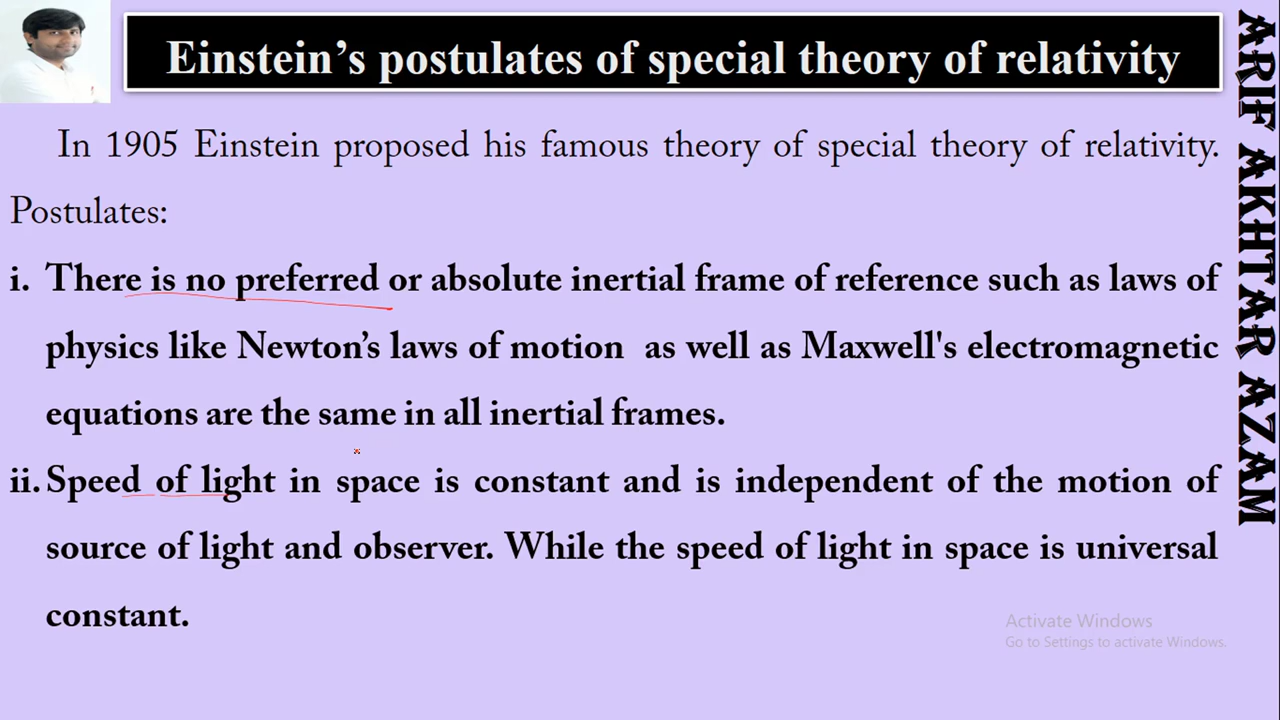 Einstein’s postulates of special theory of relativity
In 1905 Einstein proposed his famous theory of special theory of relativity.
Postulates:
i. There is no preferred or absolute inertial frame of reference such as laws of
physics like Newton’s laws of motion as well as Maxwell's electromagnetic
equations are the same in all inertial frames.
ii. Speed of light in space is constant and is independent of the motion of
source of light and observer. While the speed of light in space is universal
constant.
Activate Windows
Go to Settings to activate Windows.
ARIF AKHTAR AZAM